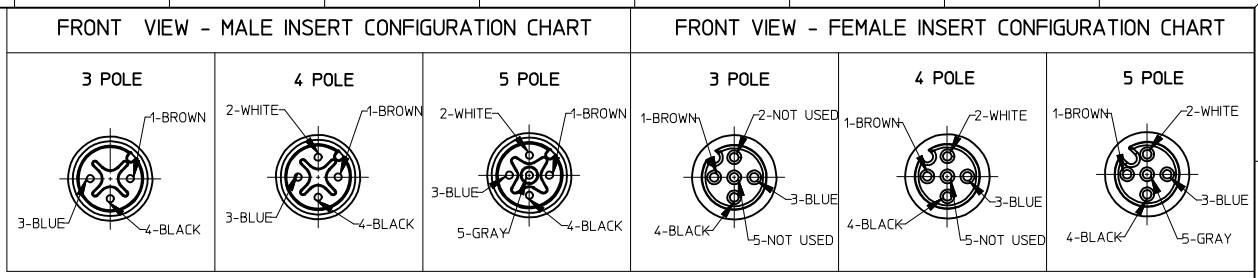 FRONT VIEW - MALE INSERT CONFIGURATION CHART
3 POLE
1-BROWN
3-BLUE
4-BLACK
4 POLE
2-WHITE
1-BROWN
3-BLUE
4-BLACK
5 POLE
2-WHITE
1-BROWN
3-BLUE
5-GRAY
4-BLACK
FRONT VIEW - FEMALE INSERT CONFIGURATION CHART
3 POLE
1-BROWN
2-NOT USED
3-BLUE
4-BLACK
5-NOT USED
4 POLE
1-BROWN
2-WHITE
3-BLUE
4-BLACK
5-NOT USED
5 POLE
1-BROWN
2-WHITE
3-BLUE
4-BLACK
5-GRAY